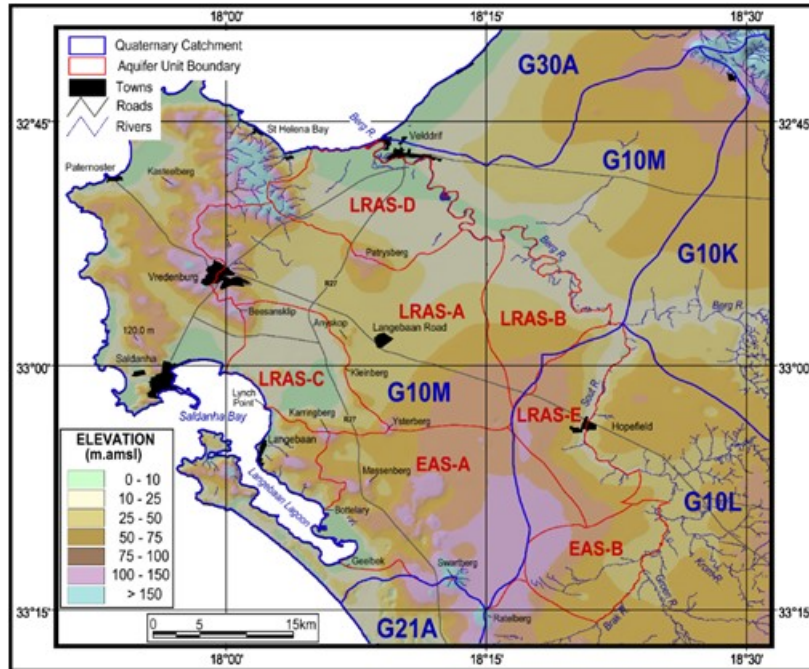 18°00'
18°15'
18°30'
Quaternary Catchment
Aquifer Unit Boundary
Towns
Roads
Rivers
G30A
32°45'
32°45'
St Helena Bay
Berg R.
Velddrif
Paternoster
Kasteelberg
G10M
LRAS-D
Patrysberg
Berg R.
G10K
Vredenburg
R27
LRAS-A
Berg R.
Besansklip
Anyskop
Langebaan Road
LRAS-B
120.0 m
33°00'
Saldanha
33°00'
Kleinberg
LRAS-C
G10M
Sout R.
Lynch
Point
LRAS-E
Saldanha Bay
Karringberg
R27
Ysterberg
Hopefield
Langebaan
EAS-A
ELEVATION
(m.amsl)
0 - 10
10 - 25
25 - 50
50 - 75
75 - 100
100 - 150
> 150
Massenberg
G10L
Langebaan Lagoon
Bottelary
EAS-B
Geelbek
Swartberg
Groen R.
33°15'
G21A
Ratelberg
Brak R.
33°15'
0 5 15km
18°00'
18°15'
18°30'